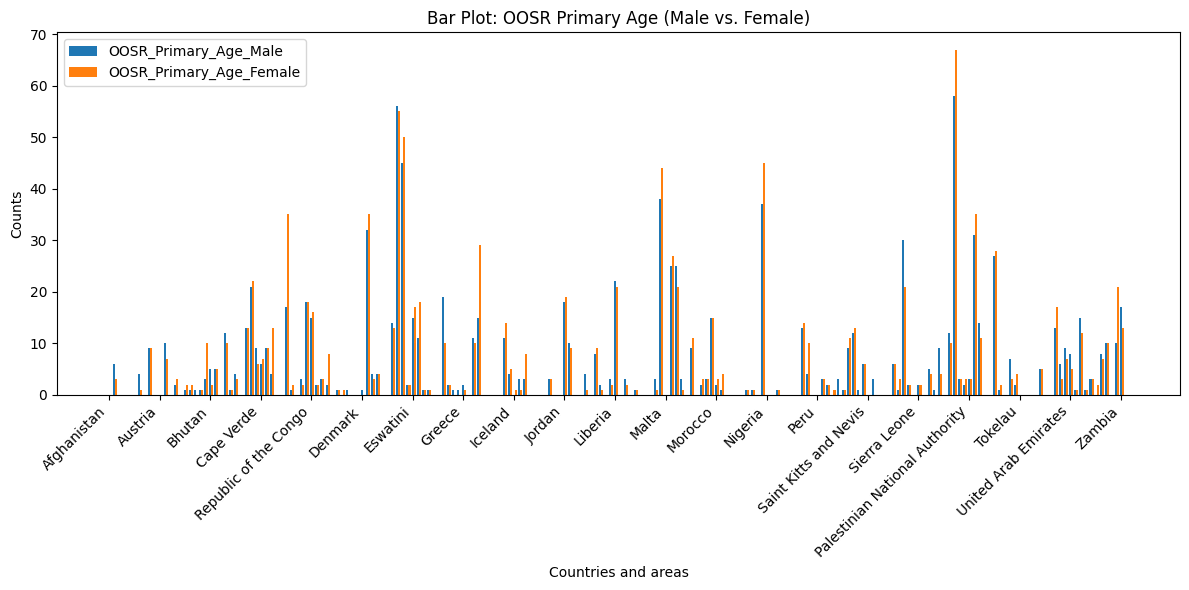 Bar Plot: OOSR Primary Age (Male vs. Female)
OOSR_Primary_Age_Male
OOSR_Primary_Age_Female
Counts
70
60
50
40
30
20
10
0
Afghanistan
Austria
Bhutan
Cape Verde
Republic of the Congo
Denmark
Eswatini
Greece
Iceland
Jordan
Liberia
Malta
Morocco
Nigeria
Peru
Saint Kitts and Nevis
Sierra Leone
Palestinian National Authority
Tokelau
United Arab Emirates
Zambia
Countries and areas